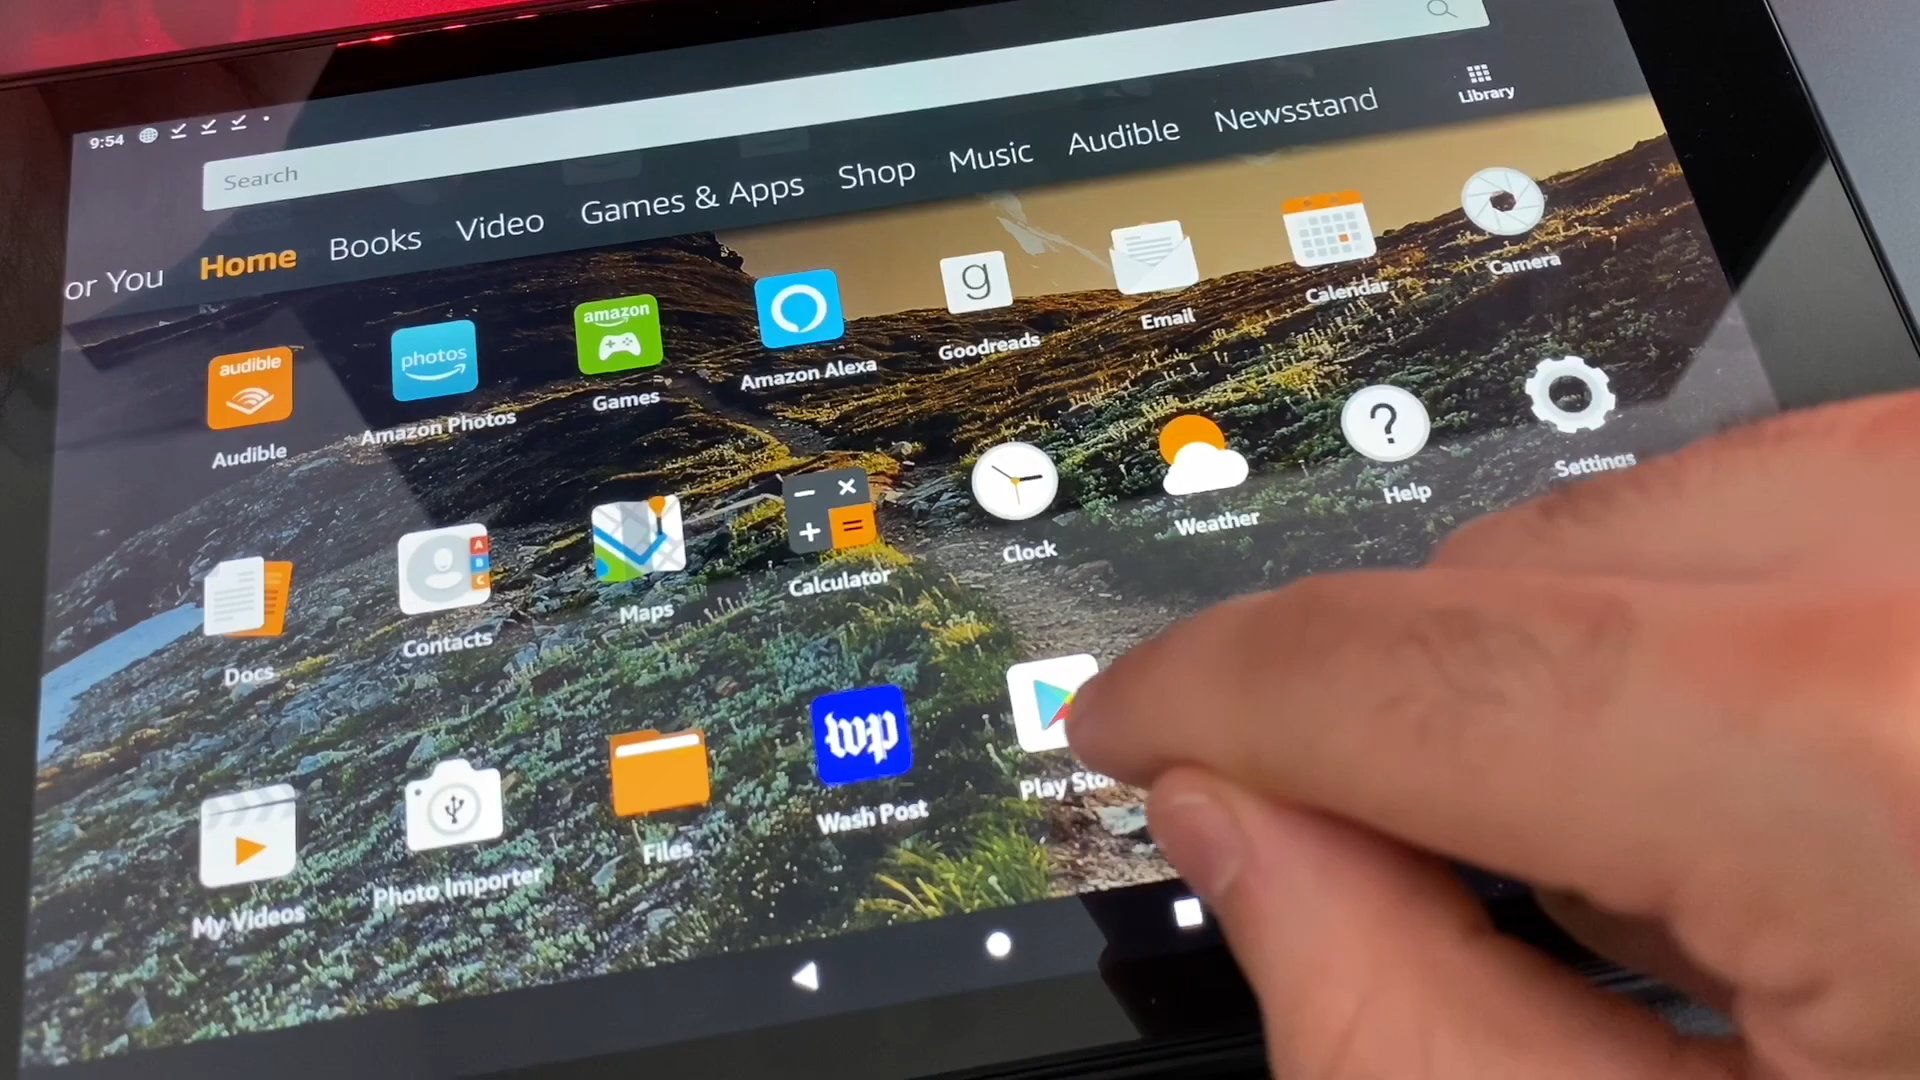 9:54
Search
Library
or You Home Books Video Games & Apps Shop Music Audible Newsstand
audible
photos
amazon
g
Audible
Amazon Photos
Games
Amazon Alexa
Goodreads
Email
Calendar
Camera
A
B
C
Docs
Contacts
Maps
Calculator
Clock
Weather
?
Help
Settings
wp
My Videos
Photo Importer
Files
Wash Post
Play Sto